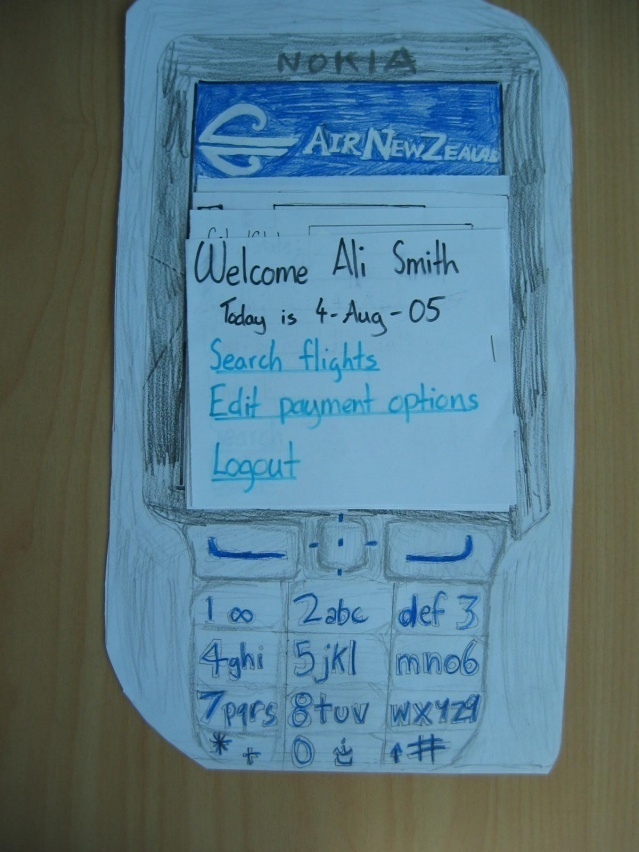 NOKIA
AIR NEW ZEALAND
Welcome Ali Smith
Today is 4-Aug-05
Search flights
Edit payment options
Logout
1 ∞ 2abc def 3
4ghi 5jkl mno6
7pqrs 8tuv wxyz9
* + 0 ↑ #